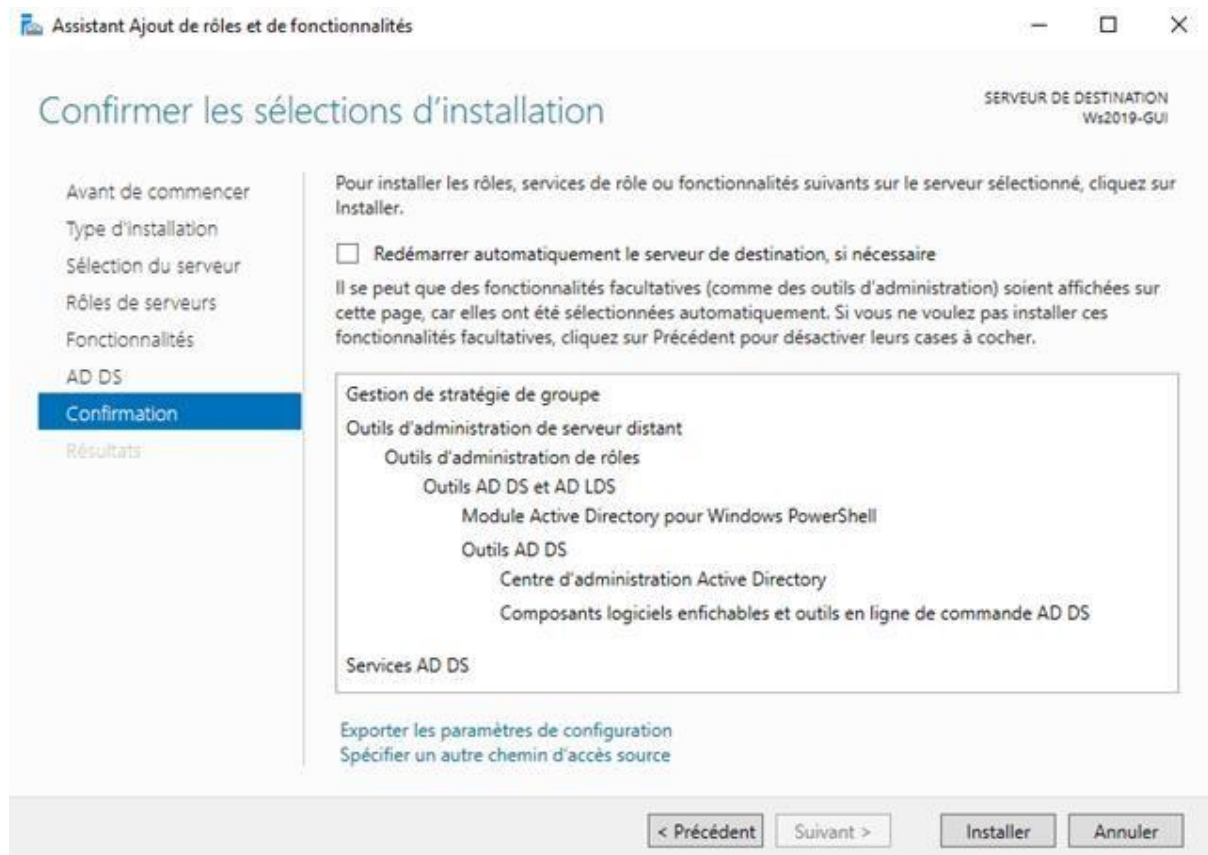 Assistant Ajout de rôles et de fonctionnalités
Confirmer les sélections d'installation
SERVEUR DE DESTINATION
Ws2019-GUI
Avant de commencer
Type d'installation
Sélection du serveur
Rôles de serveurs
Fonctionnalités
AD DS
Confirmation
Résultats
Pour installer les rôles, services de rôle ou fonctionnalités suivants sur le serveur sélectionné, cliquez sur
Installer.
Redémarrer automatiquement le serveur de destination, si nécessaire
Il se peut que des fonctionnalités facultatives (comme des outils d'administration) soient affichées sur
cette page, car elles ont été sélectionnées automatiquement. Si vous ne voulez pas installer ces
fonctionnalités facultatives, cliquez sur Précédent pour désactiver leurs cases à cocher.
Gestion de stratégie de groupe
Outils d'administration de serveur distant
Outils d'administration de rôles
Outils AD DS et AD LDS
Module Active Directory pour Windows PowerShell
Outils AD DS
Centre d'administration Active Directory
Composants logiciels enfichables et outils en ligne de commande AD DS
Services AD DS
Exporter les paramètres de configuration
Spécifier un autre chemin d'accès source
< Précédent
Suivant >
Installer
Annuler